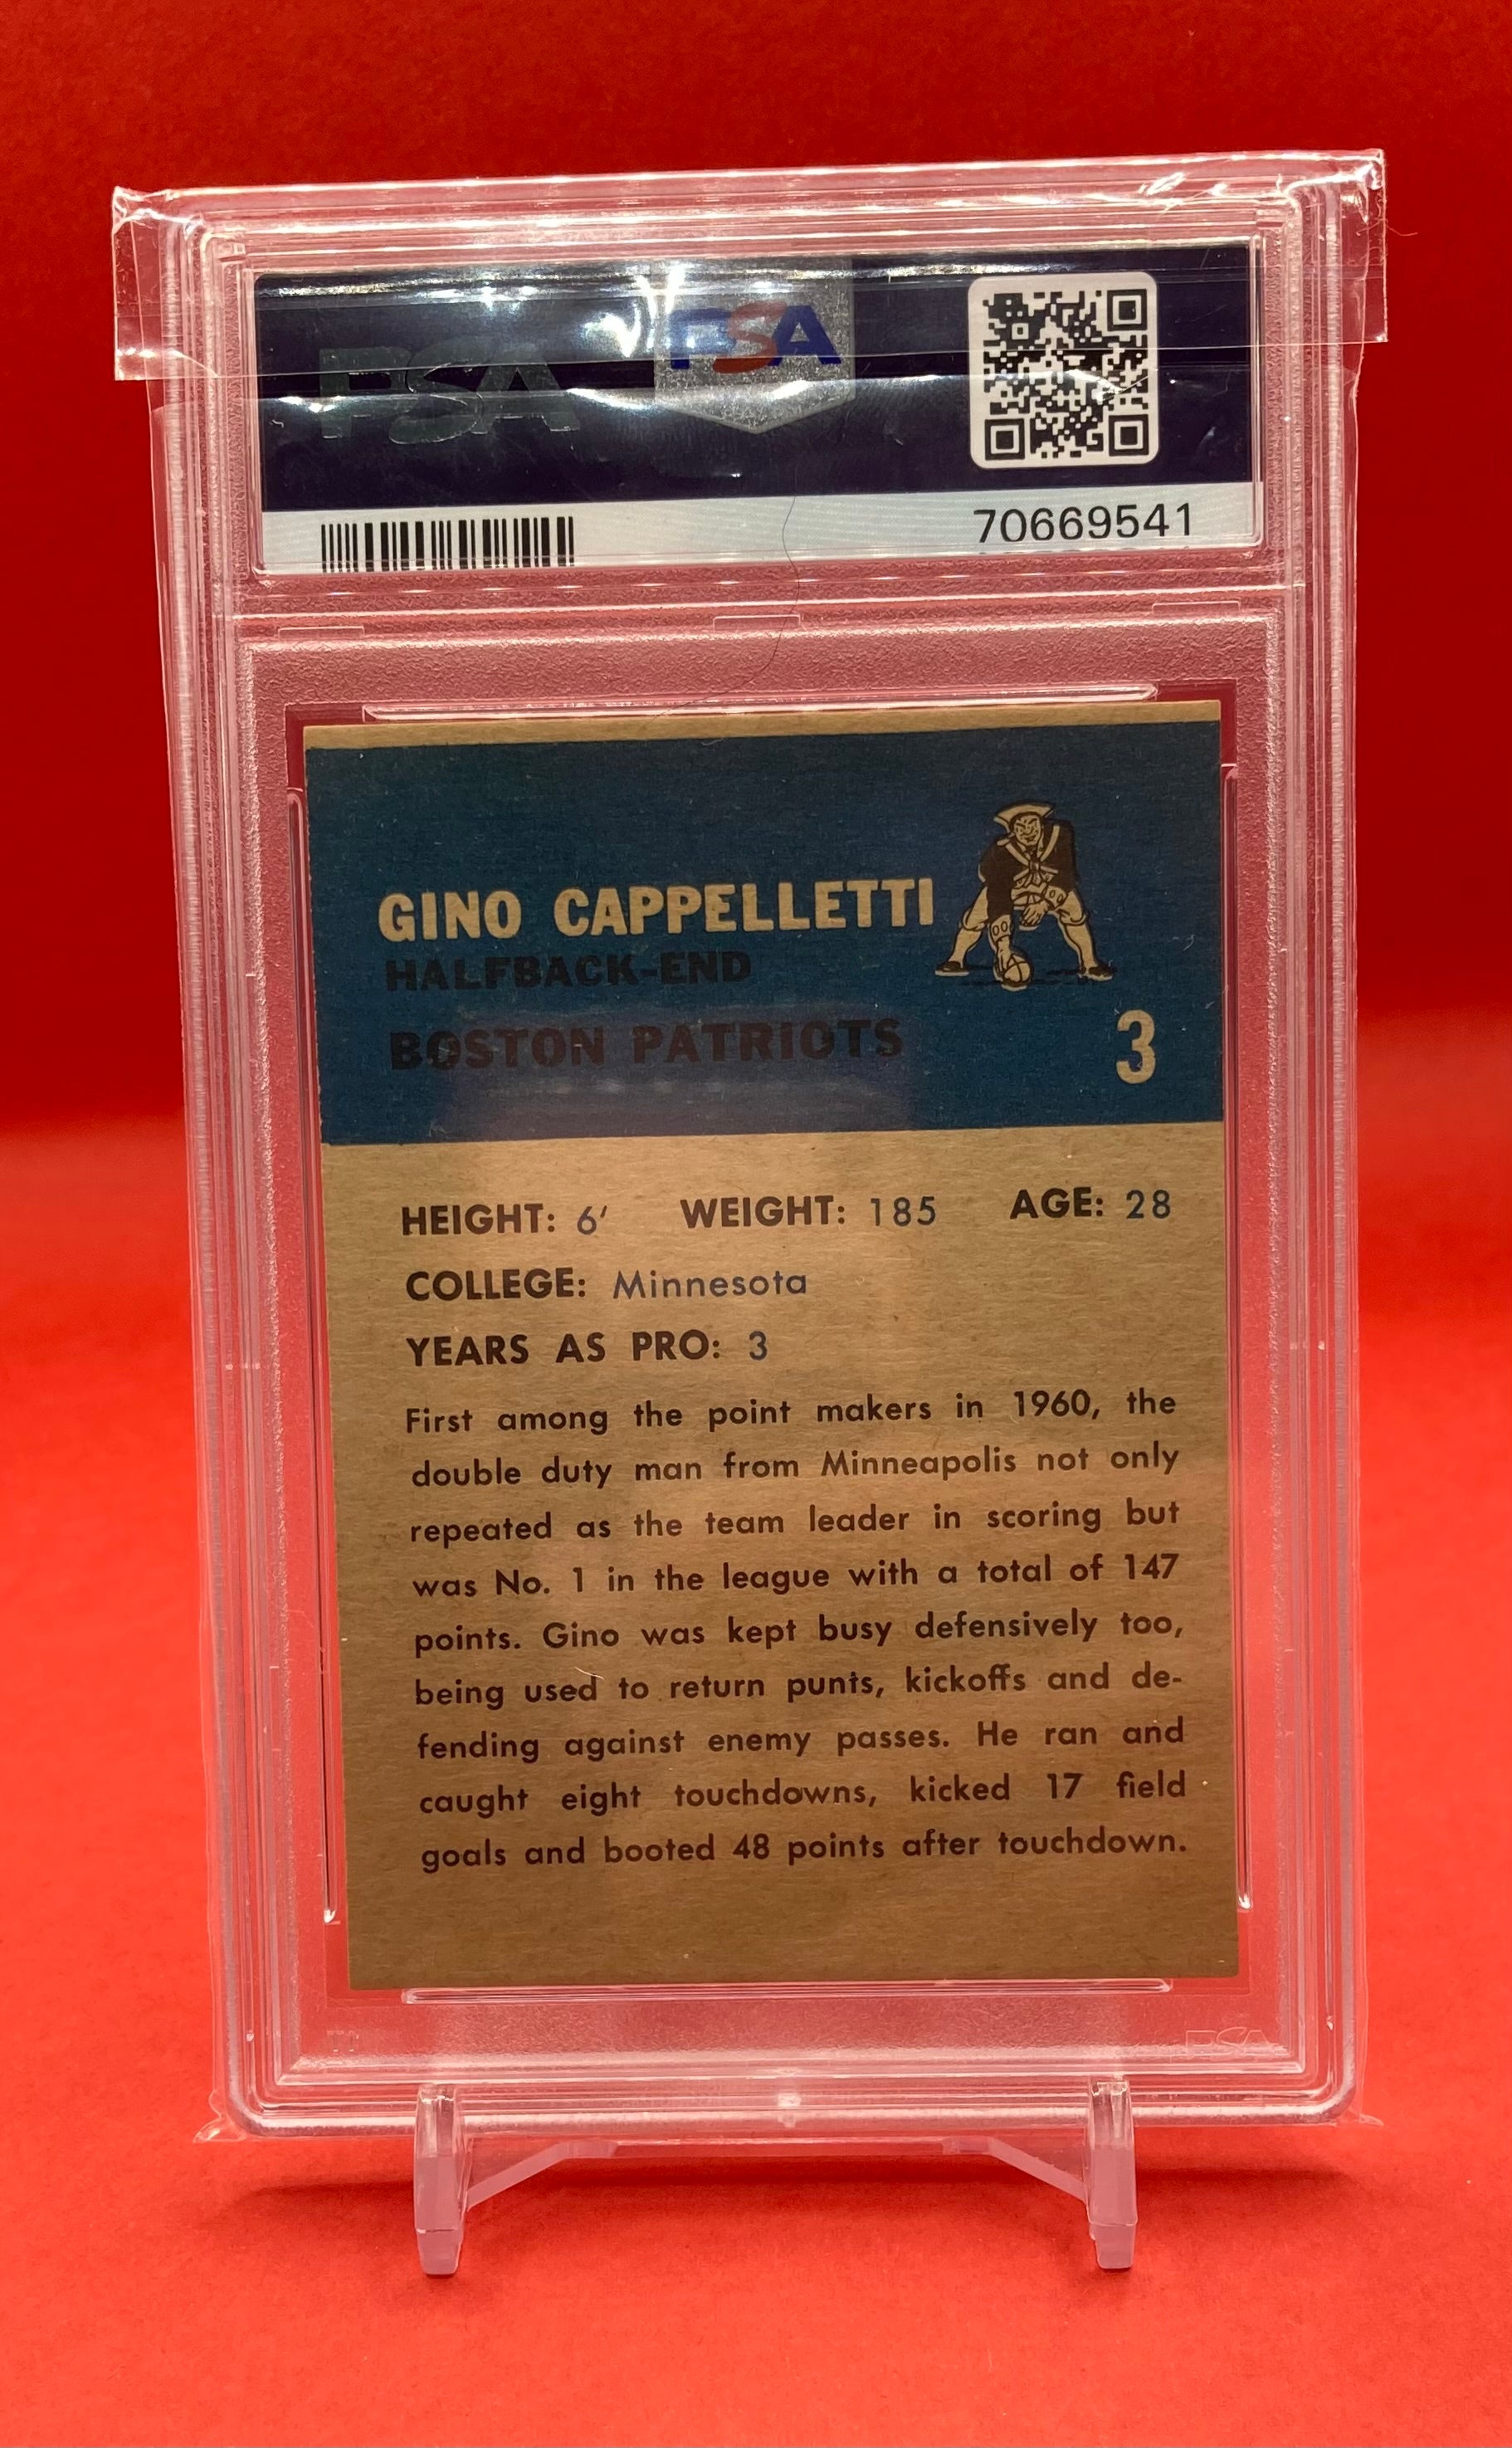 PSA
PSA
70669541
GINO CAPPELLETTI
HALFBACK-END
BOSTON PATRIOTS
3
HEIGHT: 6' WEIGHT: 185 AGE: 28
COLLEGE: Minnesota
YEARS AS PRO: 3
First among the point makers in 1960, the
double duty man from Minneapolis not only
repeated as the team leader in scoring but
was No. 1 in the league with a total of 147
points. Gino was kept busy defensively too,
being used to return punts, kickoffs and de-
fending against enemy passes. He ran and
caught eight touchdowns, kicked 17 field
goals and booted 48 points after touchdown.
PSA